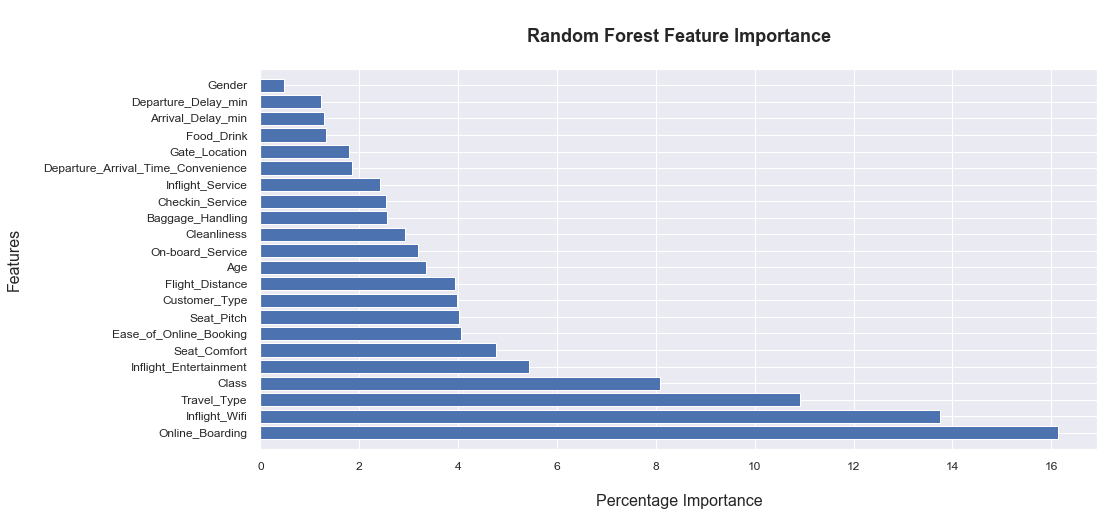 Random Forest Feature Importance
Gender
Departure_Delay_min
Arrival_Delay_min
Food_Drink
Gate_Location
Departure_Arrival_Time_Convenience
Inflight_Service
Checkin_Service
Baggage_Handling
Cleanliness
On-board_Service
Age
Flight_Distance
Customer_Type
Seat_Pitch
Ease_of_Online_Booking
Seat_Comfort
Inflight_Entertainment
Class
Travel_Type
Inflight_Wifi
Online_Boarding
Features
0 2 4 6 8 10 12 14 16
Percentage Importance